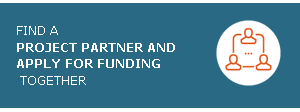 FIND A
PROJECT PARTNER AND
APPLY FOR FUNDING
TOGETHER